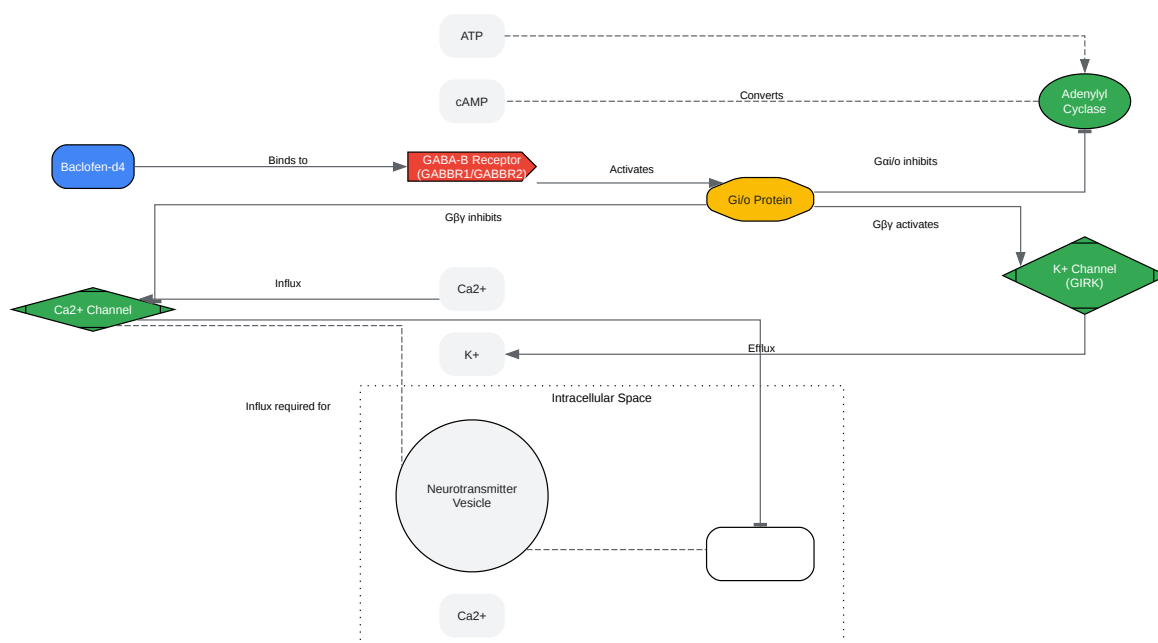 ATP
cAMP
Converts
Adenylyl
Cyclase
Baclofen-d4
Binds to
GABA-B Receptor
(GABBR1/GABBR2)
Activates
Gαi/o inhibits
Gi/o Protein
Gβγ inhibits
Gβγ activates
Ca2+
Influx
K+ Channel
(GIRK)
Ca2+ Channel
K+
Efflux
Intracellular Space
Influx required for
Neurotransmitter
Vesicle
Ca2+